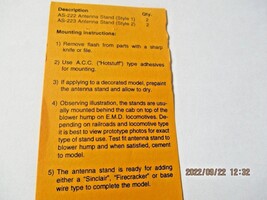 Description Qty.
AS-222 Antenna Stand (Style 1) 2
AS-223 Antenna Stand (Style 2) 2
Mounting Instructions:
1) Remove flash from parts with a sharp
knife or file.
2) Use A.C.C. ("Hotstuff") type adhesives
for mounting.
3) If applying to a decorated model, prepaint
the antenna stand and allow to dry.
4) Observing illustration, the stands are usu-
ally mounted behind the cab on top of the
blower hump on E.M.D. locomotives. De-
pending on railroads and locomotive type
it is best to view prototype photos for exact
type of stand use. Test fit antenna stand to
blower hump and when satisfied, cement
to model.
5) The antenna stand is ready for adding
either a "Sinclair", "Firecracker" or base
wire type to complete the model.
2022/09/22 12:32